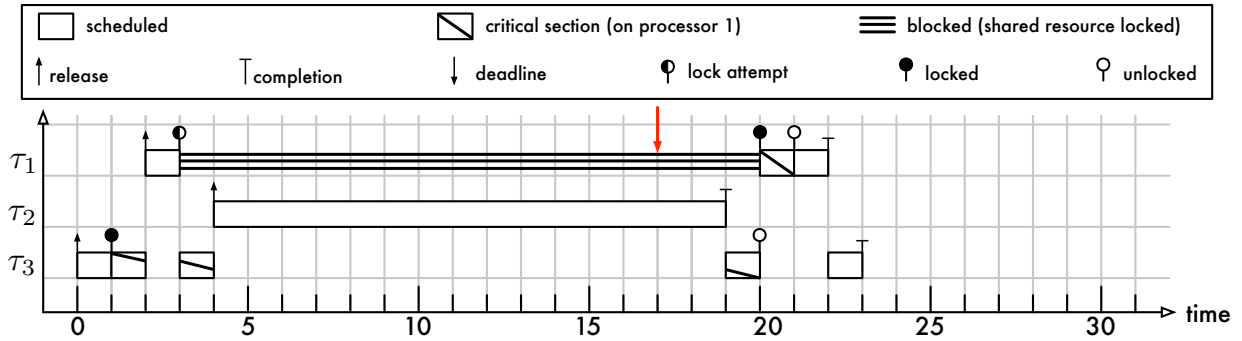 scheduled critical section (on processor 1) blocked (shared resource locked)
release completion deadline lock attempt locked unlocked
τ1
τ2
τ3
0 5 10 15 20 25 30 time